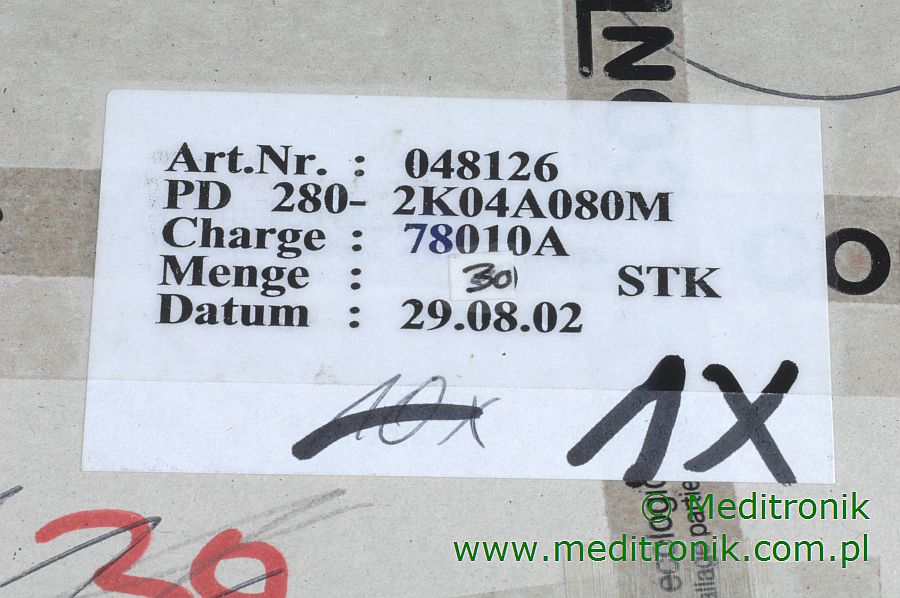 Art.Nr. : 048126
PD 280- 2K04A080M
Charge : 78010A
Menge : 30 STK
Datum : 29.08.02
10x 1X
30
© Meditronik
www.meditronik.com.pl